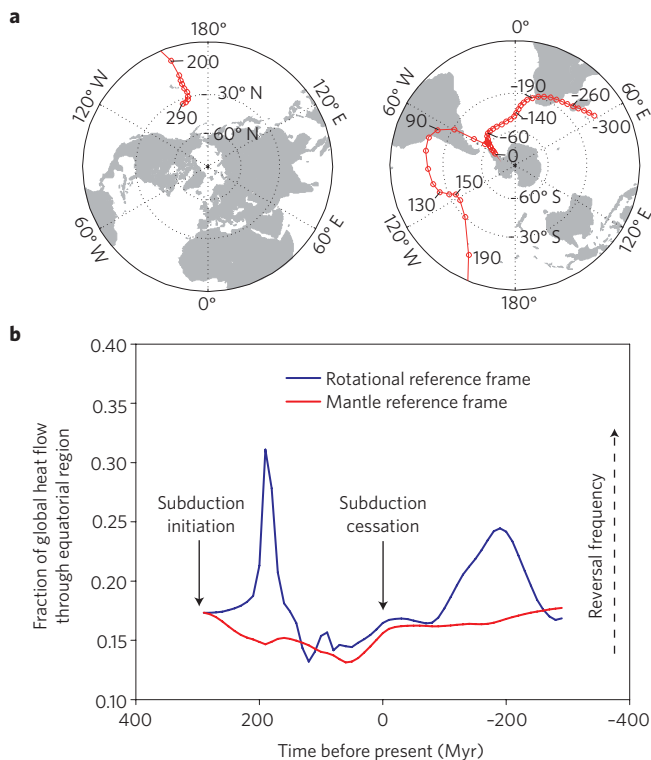 a
180°
120° W
120° E
200
30° N
290
60° N
60° W
60° E
0°
0°
60° W
60° E
-190
-260
-140
-300
90
-60
-0
150
130
60° S
-30° S
120° W
120° E
190
180°
b
0.40
Rotational reference frame
Mantle reference frame
0.35
0.30
Subduction
initiation
Subduction
cessation
0.25
0.20
0.15
0.10
Fraction of global heat flow
through equatorial region
Reversal frequency
400
200
0
−200
−400
Time before present (Myr)